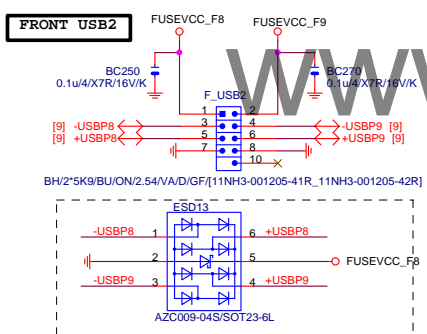 FRONT USB2
FUSEVCC_F8 FUSEVCC_F9
BC250 BC270
0.1u/4/X7R/16V/K 0.1u/4/X7R/16V/K
F_USB2
1 2
[9] -USBP8 3 4 -USBP9 [9]
[9] +USBP8 5 6 +USBP9 [9]
7 8
10
BH/2*5K9/BU/ON/2.54/VA/D/GF/[11NH3-001205-41R_11NH3-001205-42R]
ESD13
-USBP8 1 6 +USBP8
2 5 FUSEVCC_F8
-USBP9 3 4 +USBP9
AZC009-04S/SOT23-6L
WWW